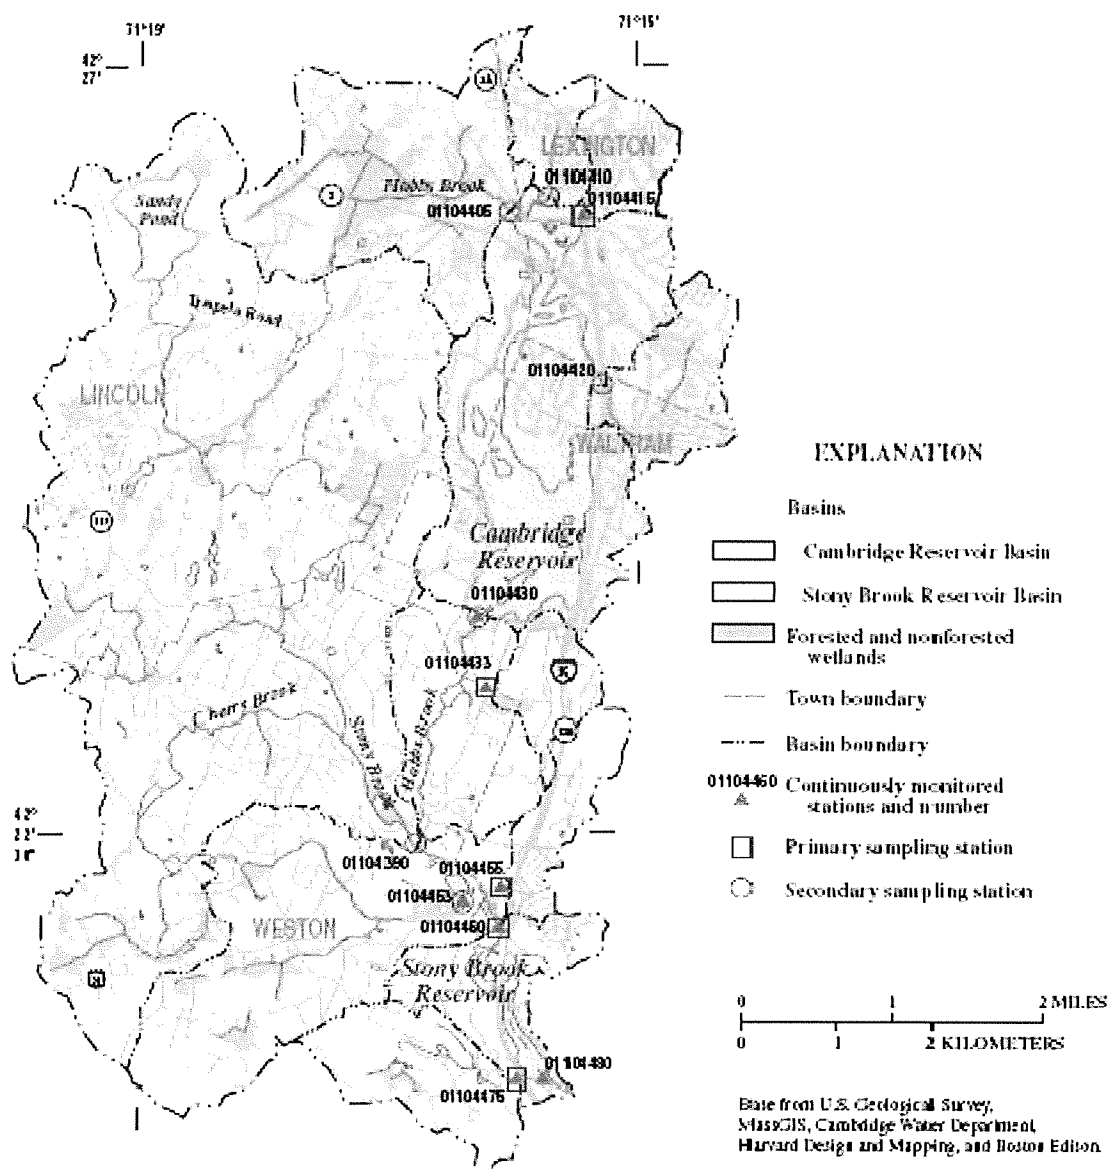 71°19'
71°15'
42°
27'
LEXINGTON
Hobbs Brook
01104410
01104415
01104405
Sandy
Pond
2
Trapelo Road
01104420
LINCOLN
WALTHAM
EXPLANATION
Basins
Cambridge Reservoir Basin
Stony Brook Reservoir Basin
Forested and nonforested
wetlands
Town boundary
Basin boundary
01104460 Continuously monitored
stations and number
Primary sampling station
Secondary sampling station
117
Cambridge
Reservoir
01104430
01104433
Cherry Brook
Stony Brook
Hobbs Brook
42°
22'
30"
01104390
01104455
01104453
01104460
WESTON
Stony Brook
Reservoir
01104480
01104475
0 1 2 MILES
0 1 2 KILOMETERS
Base from U.S. Geological Survey,
MassGIS, Cambridge Water Department,
Harvard Design and Mapping, and Boston Edison